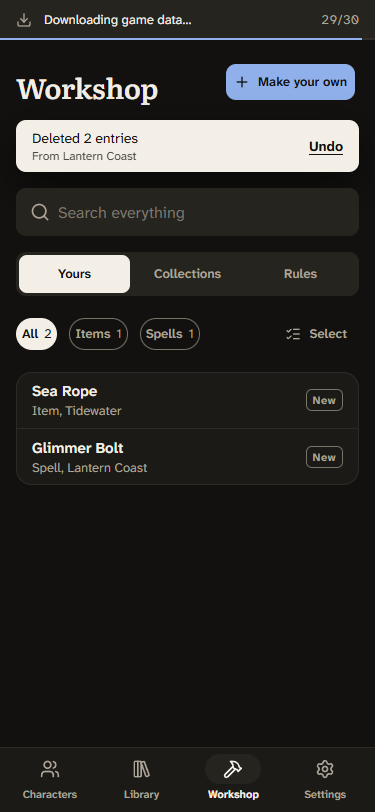 Downloading game data... 29/30
Workshop
Make your own
Deleted 2 entries
From Lantern Coast
Undo
Search everything
Yours Collections Rules
All 2 Items 1 Spells 1 Select
Sea Rope
Item, Tidewater
New
Glimmer Bolt
Spell, Lantern Coast
New
Characters Library Workshop Settings